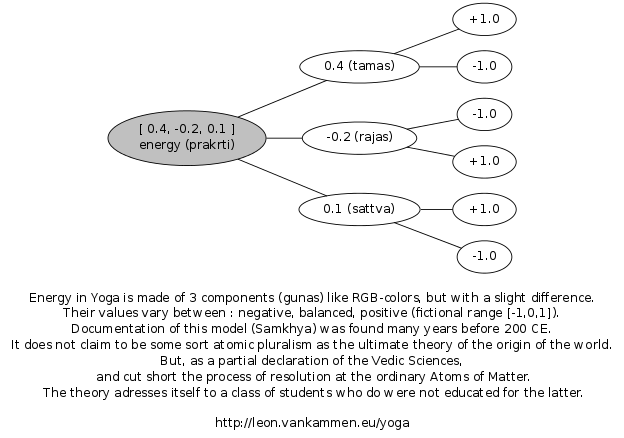 +1.0
0.4 (tamas)
-1.0
[ 0.4, -0.2, 0.1 ]
energy (prakrti)
-1.0
-0.2 (rajas)
+1.0
0.1 (sattva)
+1.0
-1.0
Energy in Yoga is made of 3 components (gunas) like RGB-colors, but with a slight difference.
Their values vary between : negative, balanced, positive (fictional range [-1,0,1]).
Documentation of this model (Samkhya) was found many years before 200 CE.
It does not claim to be some sort atomic pluralism as the ultimate theory of the origin of the world.
But, as a partial declaration of the Vedic Sciences,
and cut short the process of resolution at the ordinary Atoms of Matter.
The theory adresses itself to a class of students who do were not educated for the latter.
http://leon.vankammen.eu/yoga